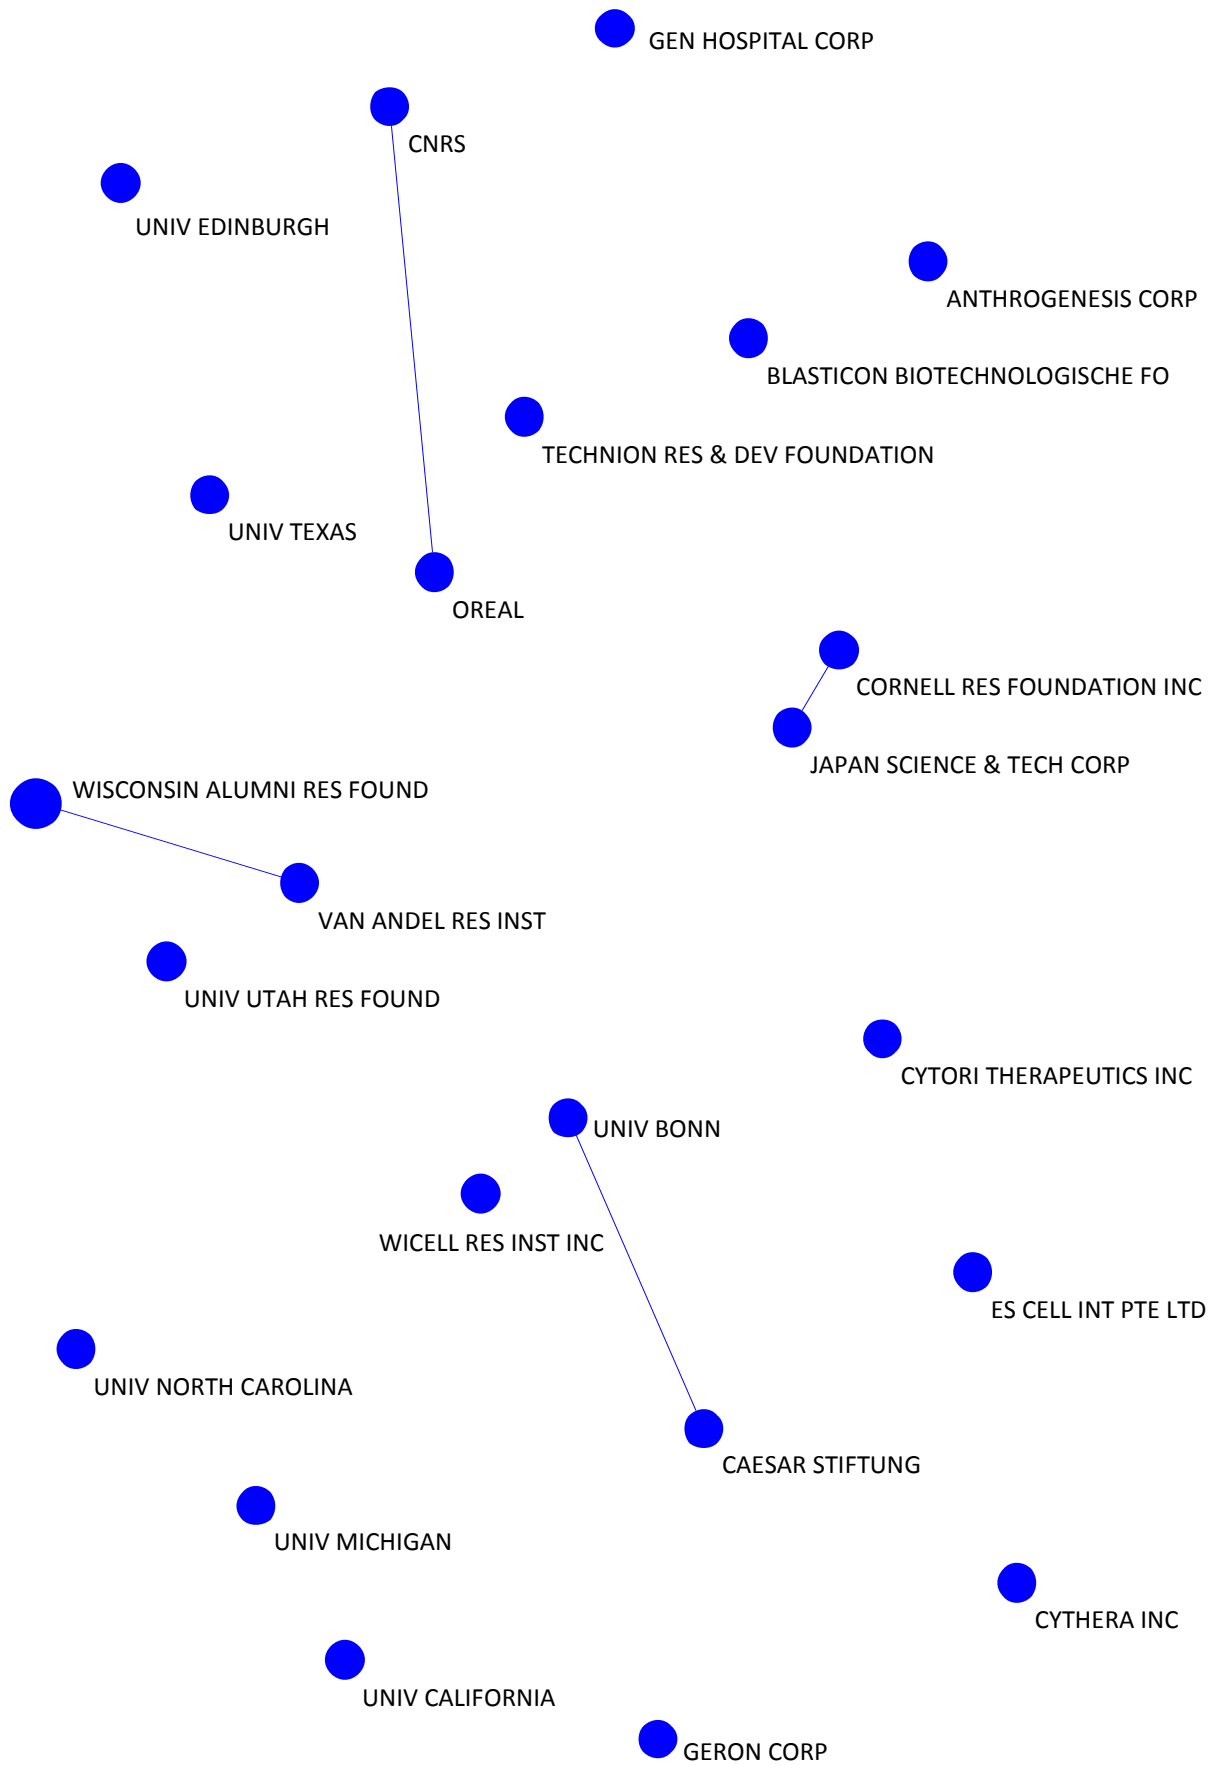 GEN HOSPITAL CORP
CNRS
UNIV EDINBURGH
ANTHROGENESIS CORP
BLASTICON BIOTECHNOLOGISCHE FO
TECHNION RES & DEV FOUNDATION
UNIV TEXAS
OREAL
CORNELL RES FOUNDATION INC
JAPAN SCIENCE & TECH CORP
WISCONSIN ALUMNI RES FOUND
VAN ANDEL RES INST
UNIV UTAH RES FOUND
CYTORI THERAPEUTICS INC
UNIV BONN
WICELL RES INST INC
ES CELL INT PTE LTD
UNIV NORTH CAROLINA
CAESAR STIFTUNG
UNIV MICHIGAN
CYTHERA INC
UNIV CALIFORNIA
GERON CORP